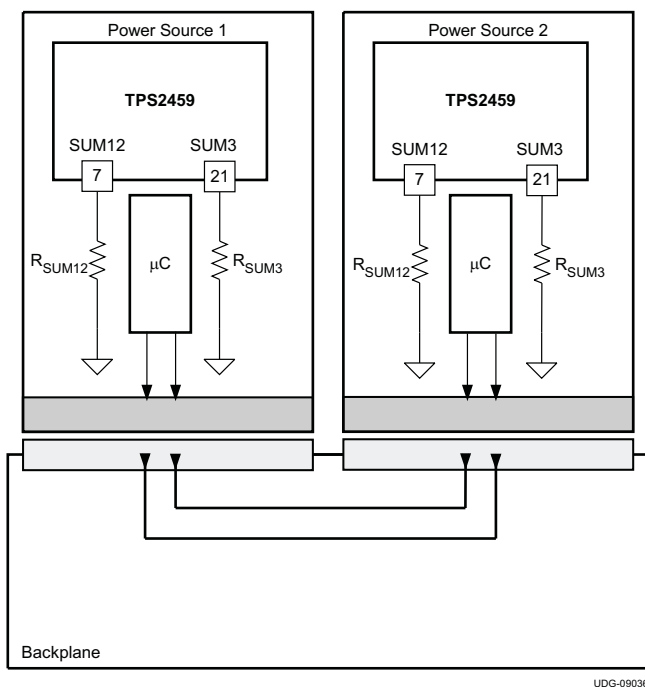 Power Source 1
Power Source 2
TPS2459
TPS2459
SUM12
SUM3
SUM12
SUM3
7
21
7
21
RSUM12
μC
RSUM3
RSUM12
μC
RSUM3
Backplane
UDG-09036